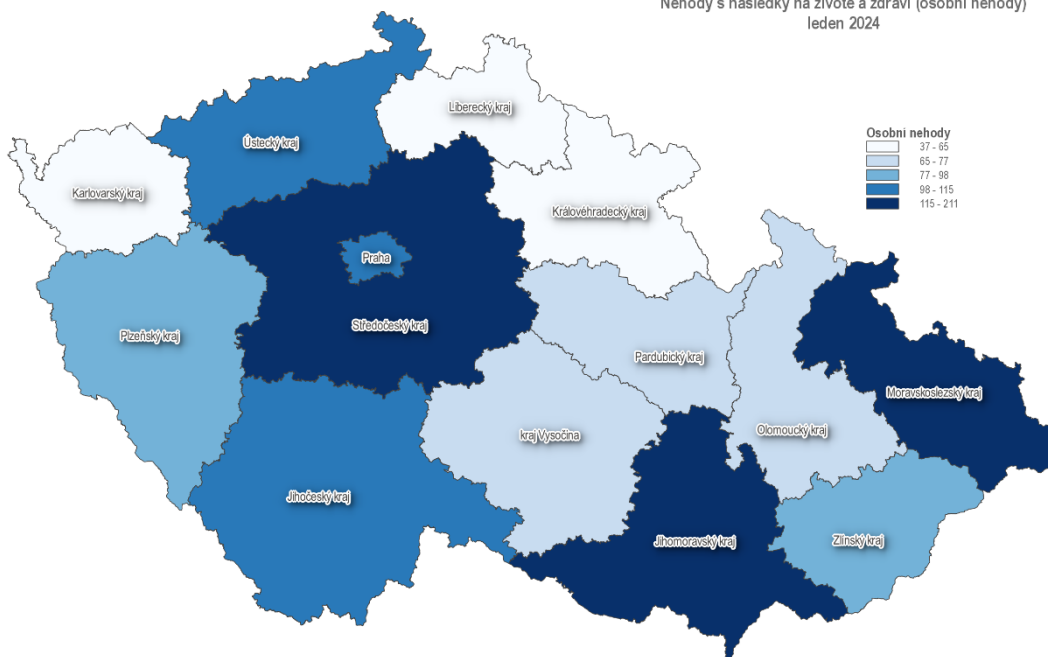 Nehody s následky na životě a zdraví (osobní nehody)
leden 2024
Osobní nehody
37 - 65
65 - 77
77 - 98
98 - 115
115 - 211
Liberecký kraj
Ústecký kraj
Karlovarský kraj
Královéhradecký kraj
Praha
Středočeský kraj
Plzeňský kraj
Pardubický kraj
Moravskoslezský kraj
Olomoucký kraj
kraj Vysočina
Jihočeský kraj
Jihomoravský kraj
Zlínský kraj